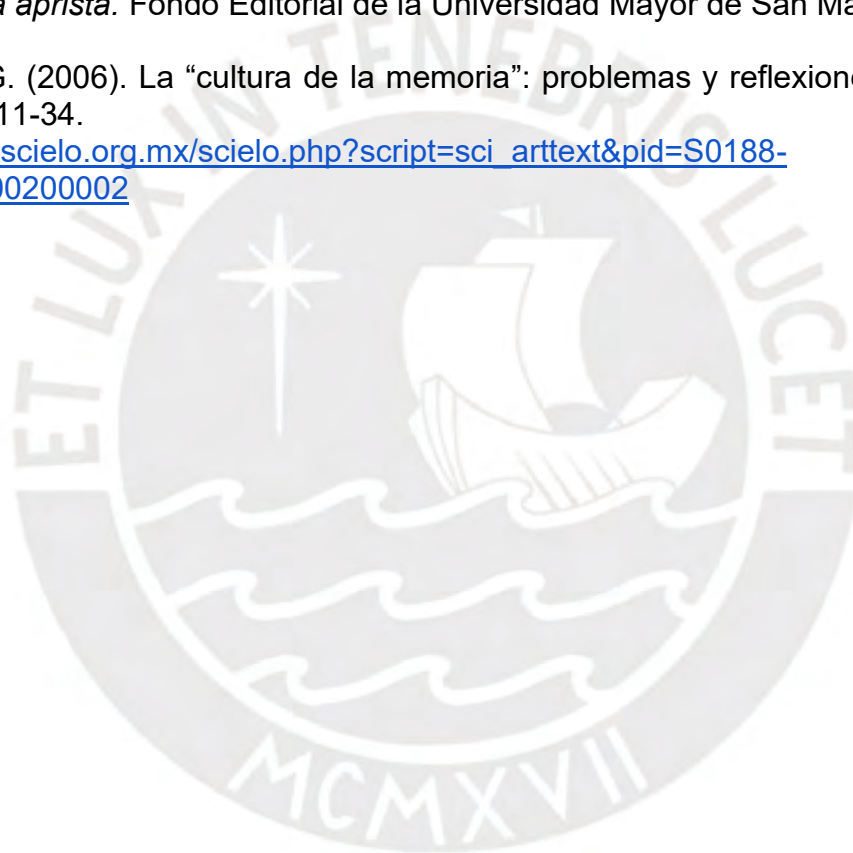 aprista. Fondo Editorial de la Universidad Mayor de San Ma
G. (2006). La “cultura de la memoria”: problemas y reflexione
11-34.
scielo.org.mx/scielo.php?script=sci_arttext&pid=S0188-
00200002
ET LUX IN TENEBRIS LUCET
MCMXVII